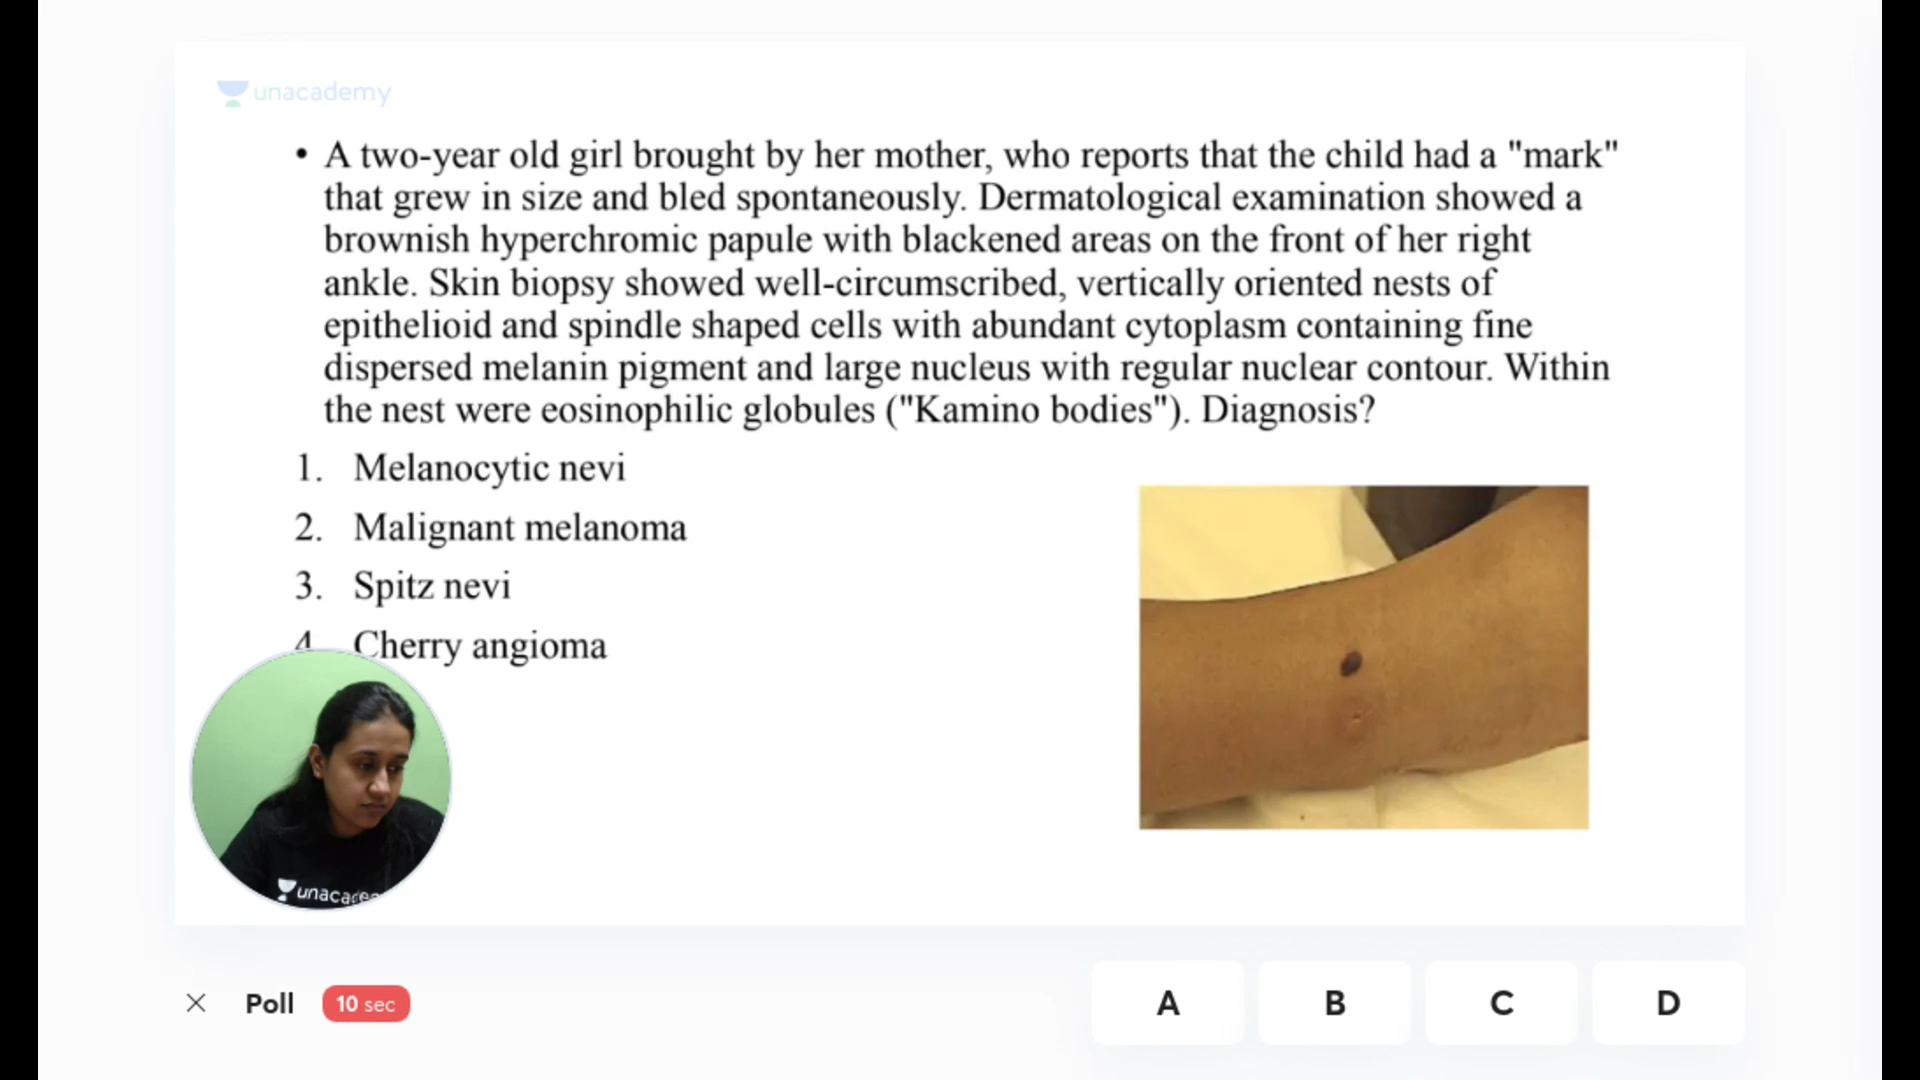 unacademy
• A two-year old girl brought by her mother, who reports that the child had a "mark"
that grew in size and bled spontaneously. Dermatological examination showed a
brownish hyperchromic papule with blackened areas on the front of her right
ankle. Skin biopsy showed well-circumscribed, vertically oriented nests of
epithelioid and spindle shaped cells with abundant cytoplasm containing fine
dispersed melanin pigment and large nucleus with regular nuclear contour. Within
the nest were eosinophilic globules ("Kamino bodies"). Diagnosis?
1. Melanocytic nevi
2. Malignant melanoma
3. Spitz nevi
4. Cherry angioma
unacade
Poll 10 sec A B C D